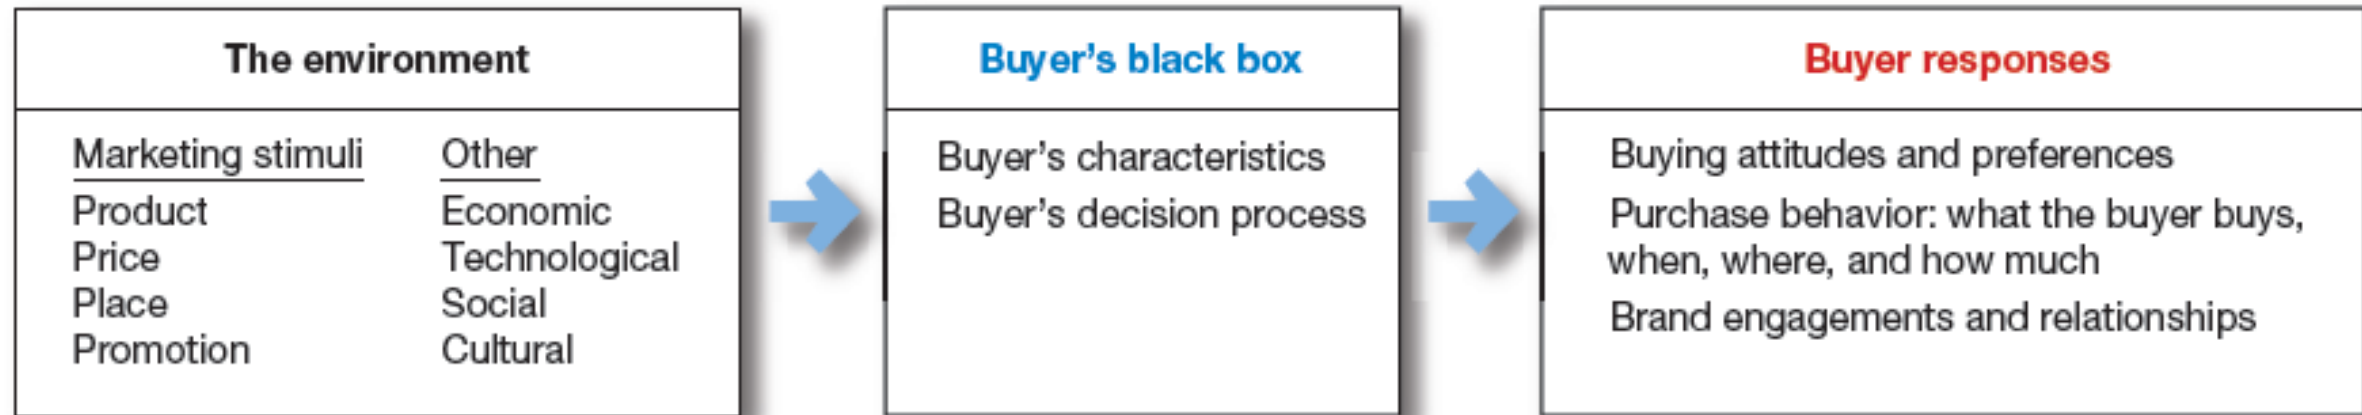 The environment
Marketing stimuli
Other
Product
Economic
Price
Technological
Place
Social
Promotion
Cultural
Buyer's black box
Buyer's characteristics
Buyer's decision process
Buyer responses
Buying attitudes and preferences
Purchase behavior: what the buyer buys,
when, where, and how much
Brand engagements and relationships